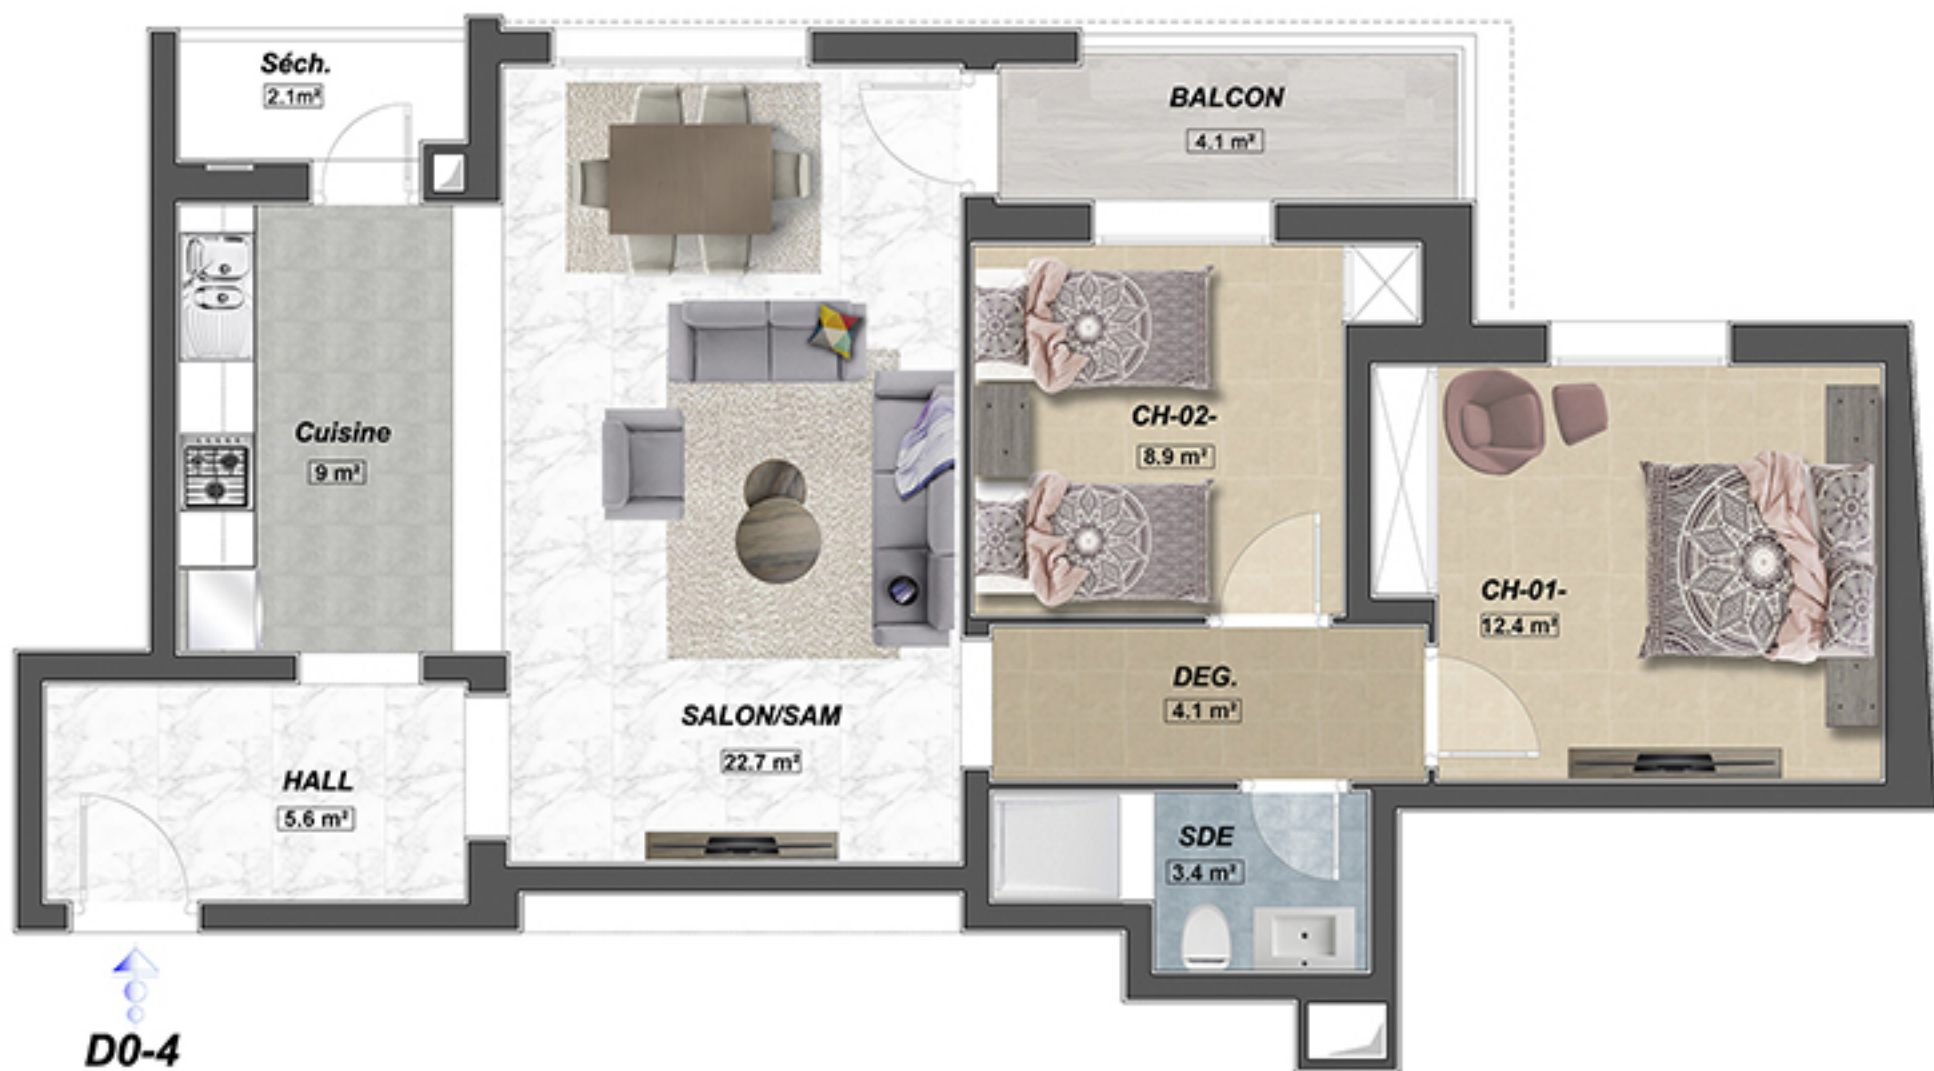 Séch.
2.1m²
BALCON
4.1 m²
Cuisine
9 m²
CH-02-
8.9 m²
CH-01-
12.4 m²
SALON/SAM
22.7 m²
DEG.
4.1 m²
HALL
5.6 m²
SDE
3.4 m²
D0-4